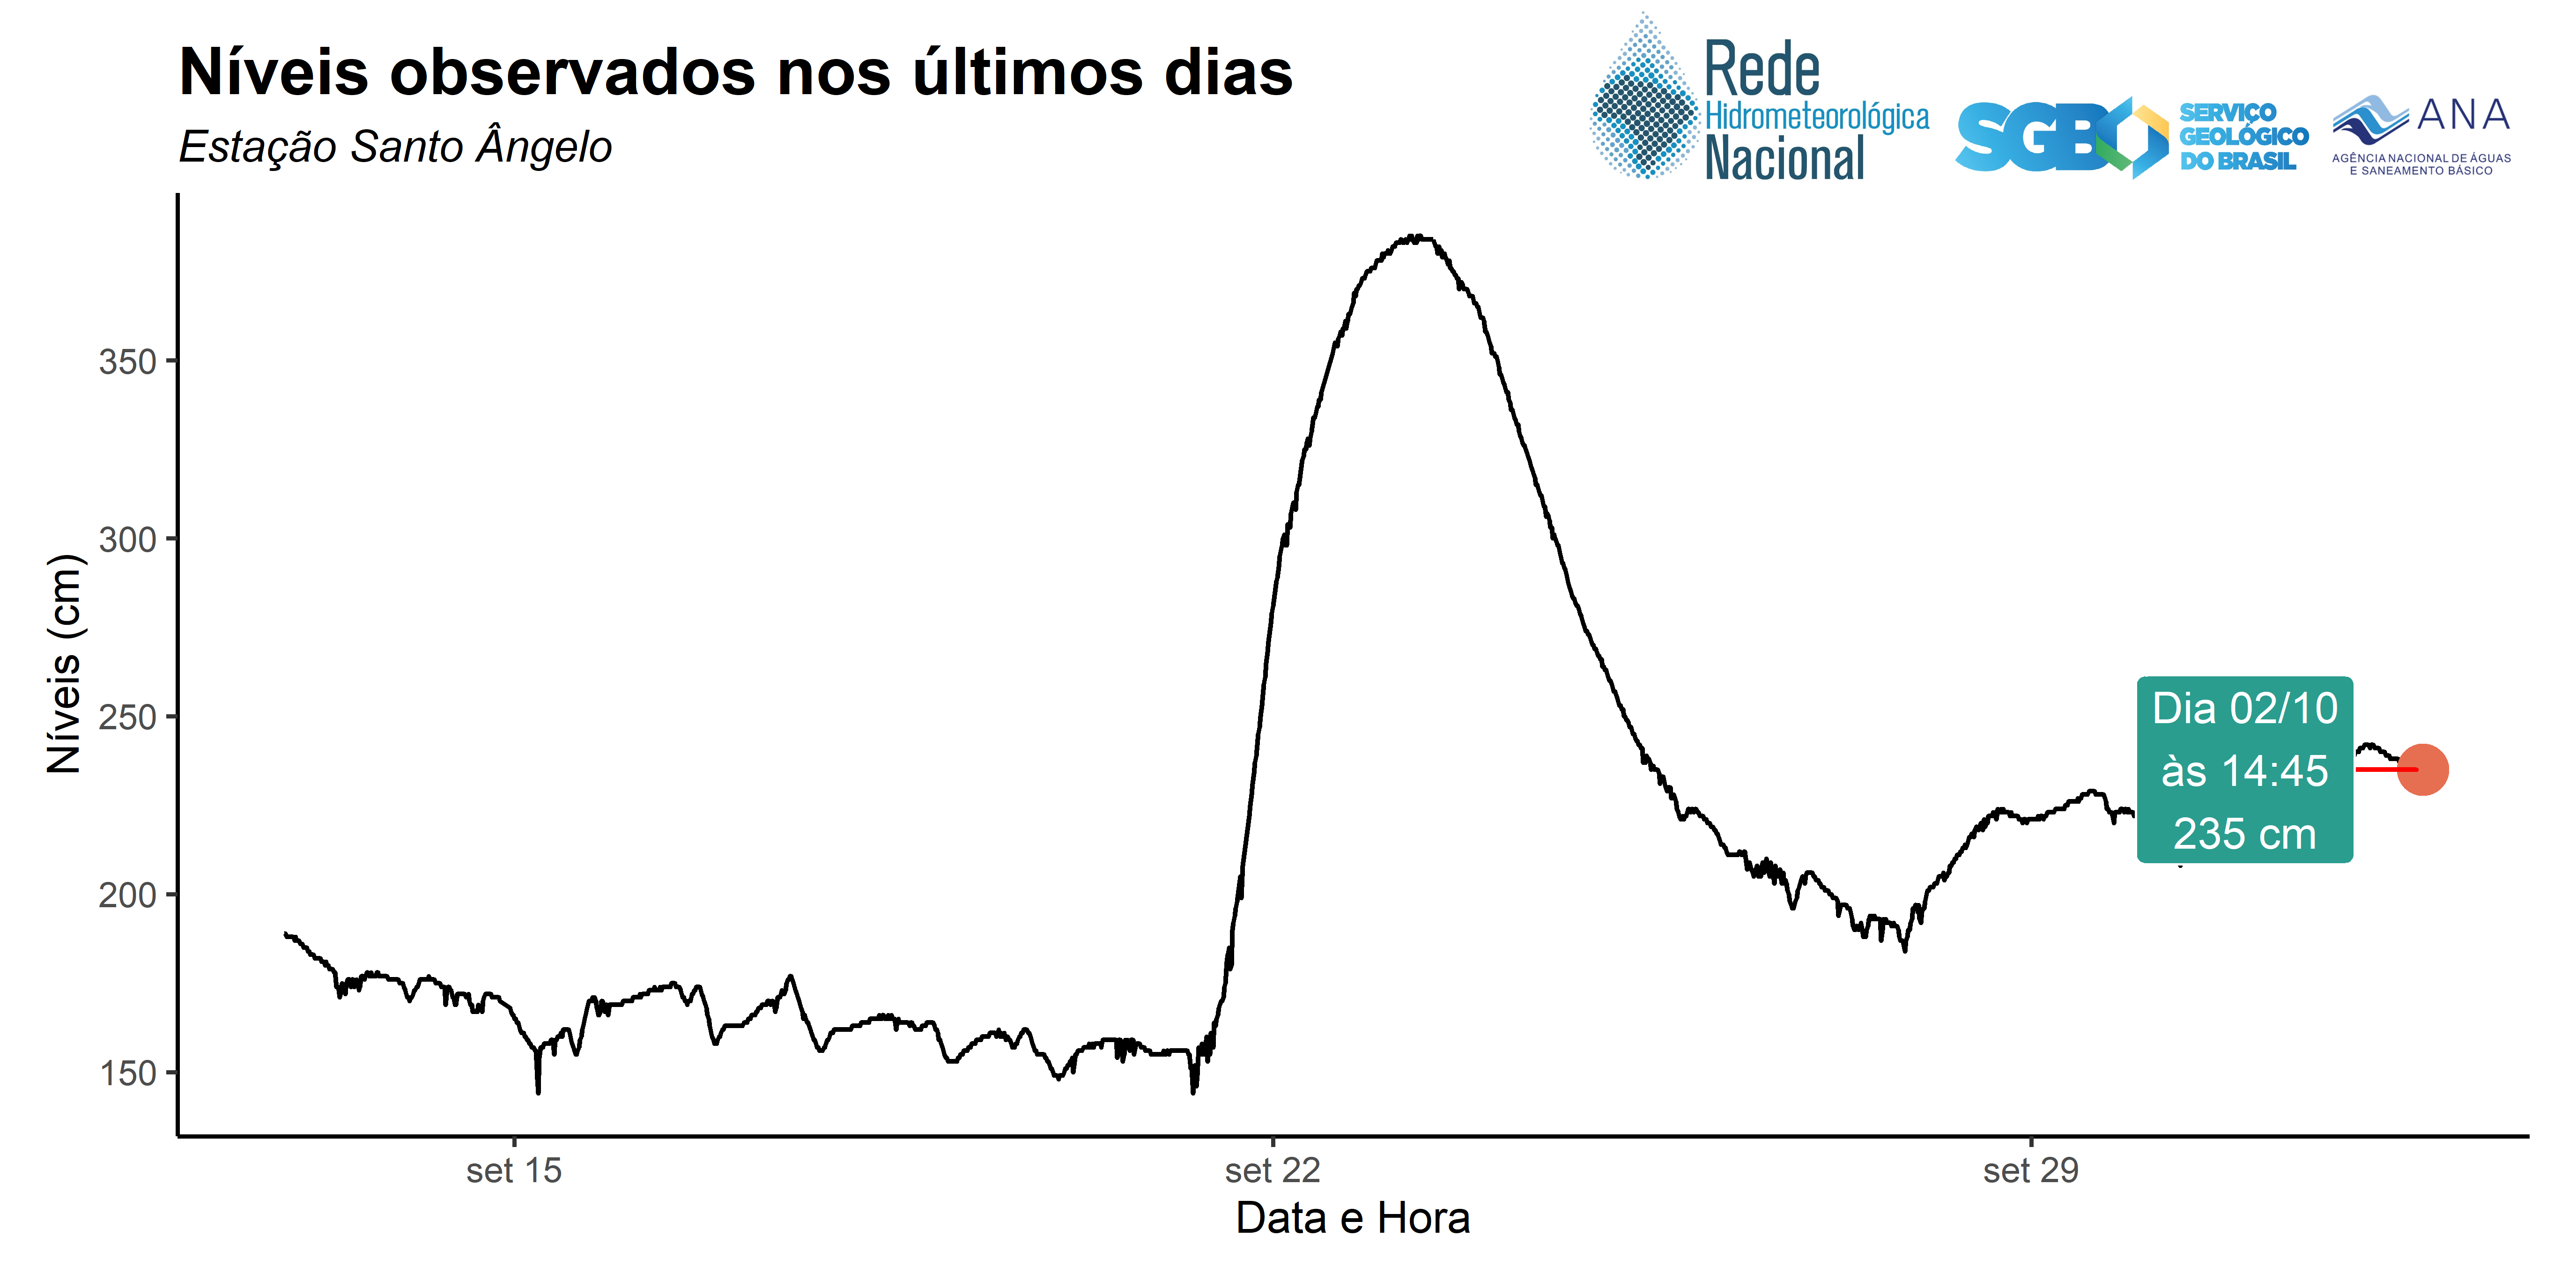 Níveis observados nos últimos dias
Estação Santo Ângelo
Rede
Hidrometeorológica
Nacional
SGB
SERVIÇO
GEOLÓGICO
DO BRASIL
ANA
AGÊNCIA NACIONAL DE ÁGUAS
E SANEAMENTO BÁSICO
Níveis (cm)
350
300
250
200
150
Dia 02/10
às 14:45
235 cm
set 15
set 22
set 29
Data e Hora